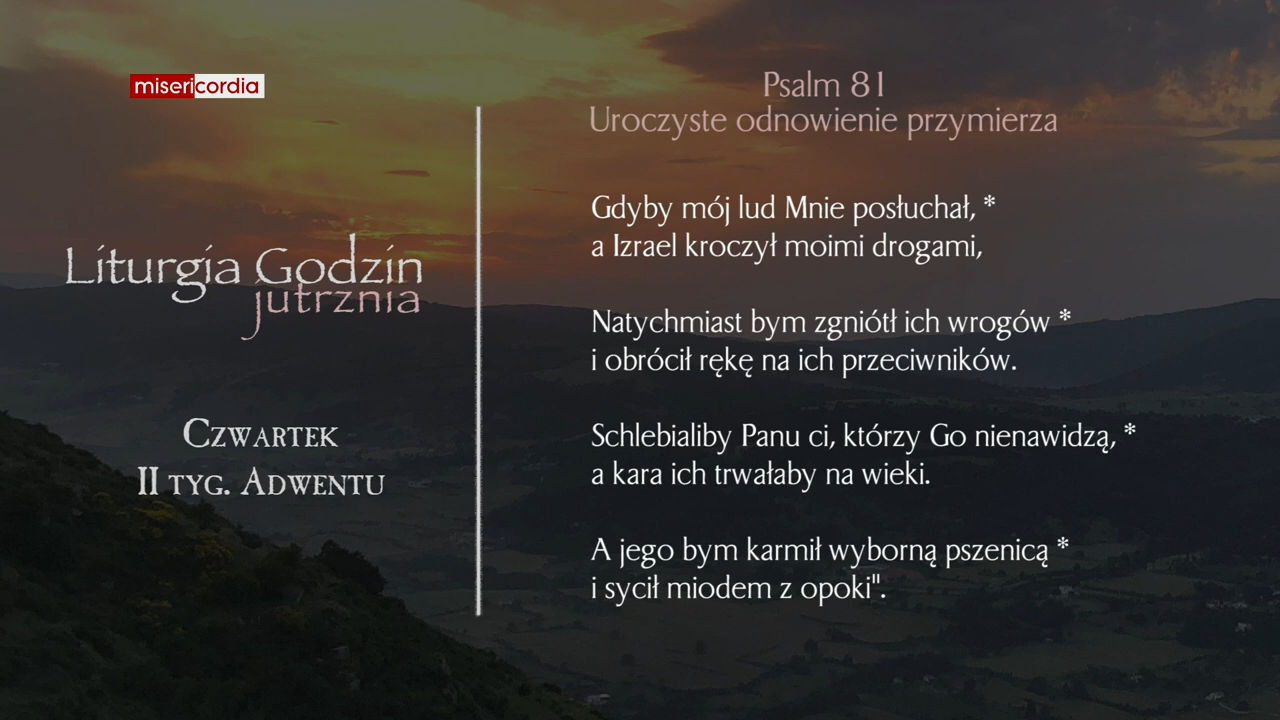 misericordia
Liturgia Godzin
jutrznia
Czwartek
II tyg. Adwentu
Psalm 81
Uroczyste odnowienie przymierza
Gdyby mój lud Mnie posłuchał, *
a Izrael kroczył moimi drogami,
Natychmiast bym zgniótł ich wrogów *
i obrócił rękę na ich przeciwników.
Schlebialiby Panu ci, którzy Go nienawidzą, *
a kara ich trwałaby na wieki.
A jego bym karmił wyborną pszenicą *
i sycił miodem z opoki".